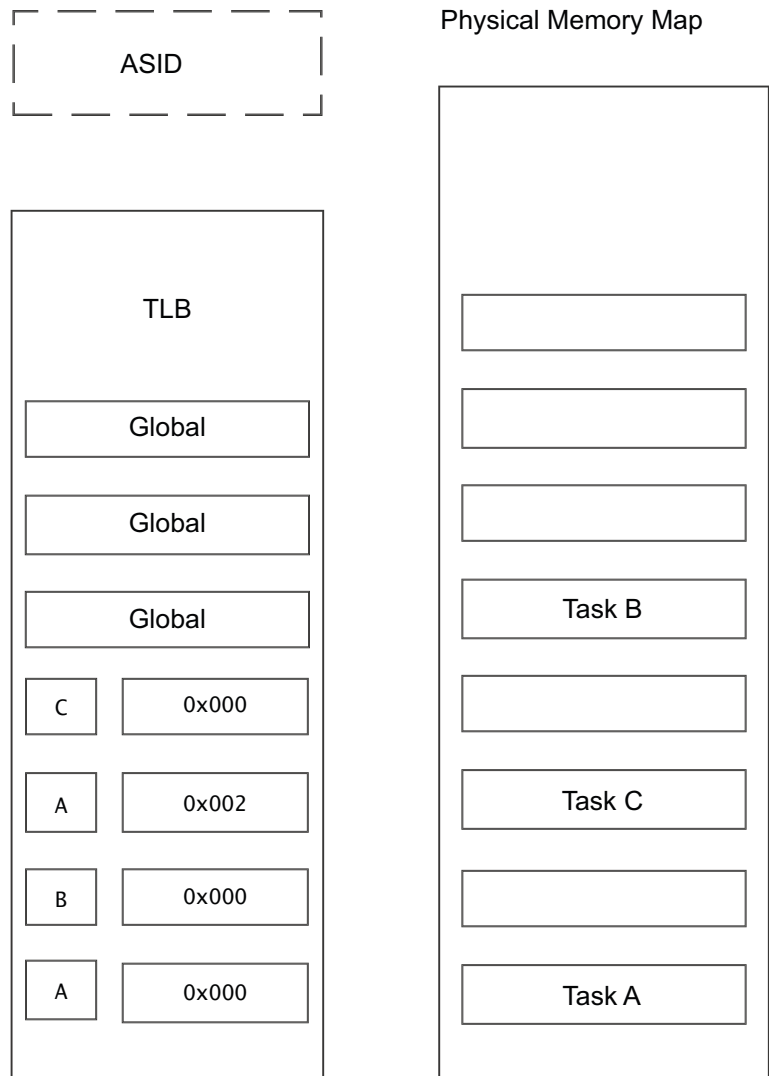 ASID
TLB
Global
Global
Global
C 0x000
A 0x002
B 0x000
A 0x000
Physical Memory Map
Task B
Task C
Task A